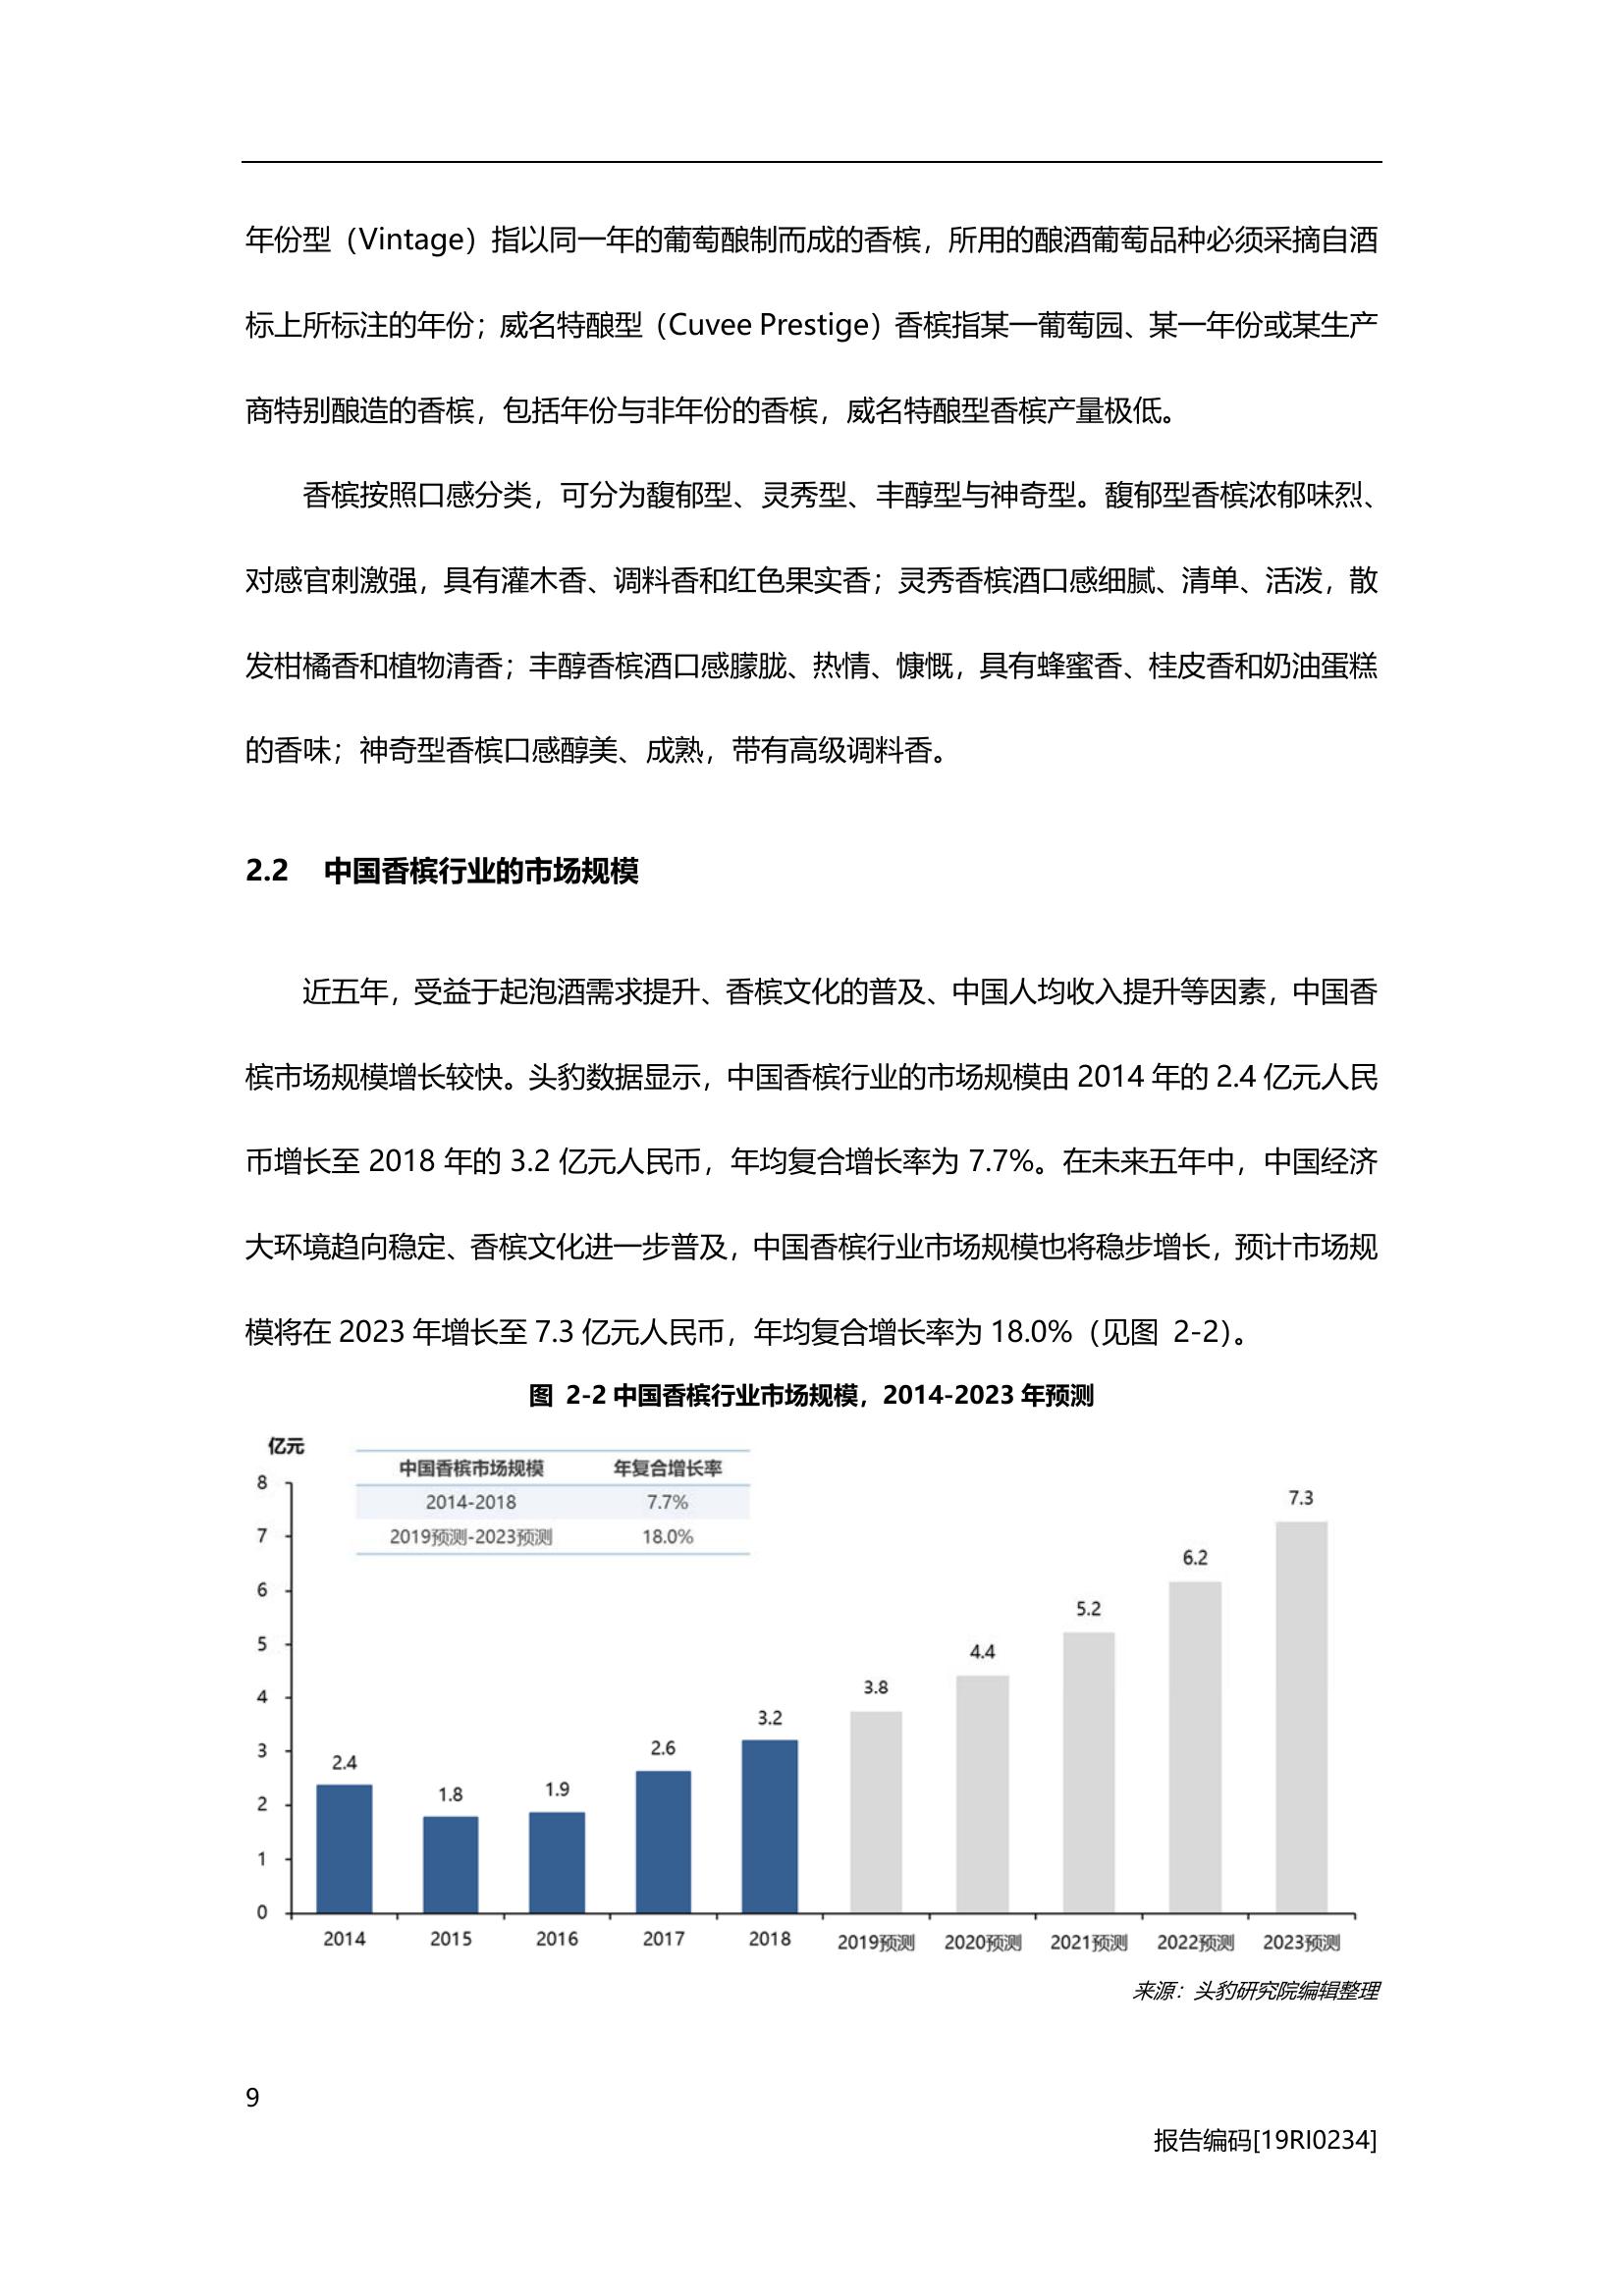 年份型（Vintage）指以同一年的葡萄酿制而成的香槟，所用的酿酒葡萄品种必须采摘自酒
标上所标注的年份；威名特酿型（Cuvee Prestige）香槟指某一葡萄园、某一年份或某生产
商特别酿造的香槟，包括年份与非年份的香槟，威名特酿型香槟产量极低。
香槟按照口感分类，可分为馥郁型、灵秀型、丰醇型与神奇型。馥郁型香槟浓郁味烈、
对感官刺激强，具有灌木香、调料香和红色果实香；灵秀香槟酒口感细腻、清单、活泼，散
发柑橘香和植物清香；丰醇香槟酒口感朦胧、热情、慷慨，具有蜂蜜香、桂皮香和奶油蛋糕
的香味；神奇型香槟口感醇美、成熟，带有高级调料香。
2.2 中国香槟行业的市场规模
近五年，受益于起泡酒需求提升、香槟文化的普及、中国人均收入提升等因素，中国香
槟市场规模增长较快。头豹数据显示，中国香槟行业的市场规模由 2014 年的 2.4 亿元人民
币增长至 2018 年的 3.2 亿元人民币，年均复合增长率为 7.7%。在未来五年中，中国经济
大环境趋向稳定、香槟文化进一步普及，中国香槟行业市场规模也将稳步增长，预计市场规
模将在 2023 年增长至 7.3 亿元人民币，年均复合增长率为 18.0%（见图 2-2）。
图 2-2 中国香槟行业市场规模，2014-2023 年预测
亿元
中国香槟市场规模 年复合增长率
2014-2018 7.7%
2019预测-2023预测 18.0%
8
7
6
5
4
3
2
1
0
2.4
1.8
1.9
2.6
3.2
3.8
4.4
5.2
6.2
7.3
2014 2015 2016 2017 2018 2019预测 2020预测 2021预测 2022预测 2023预测
来源：头豹研究院编辑整理
9
报告编码[19RI0234]